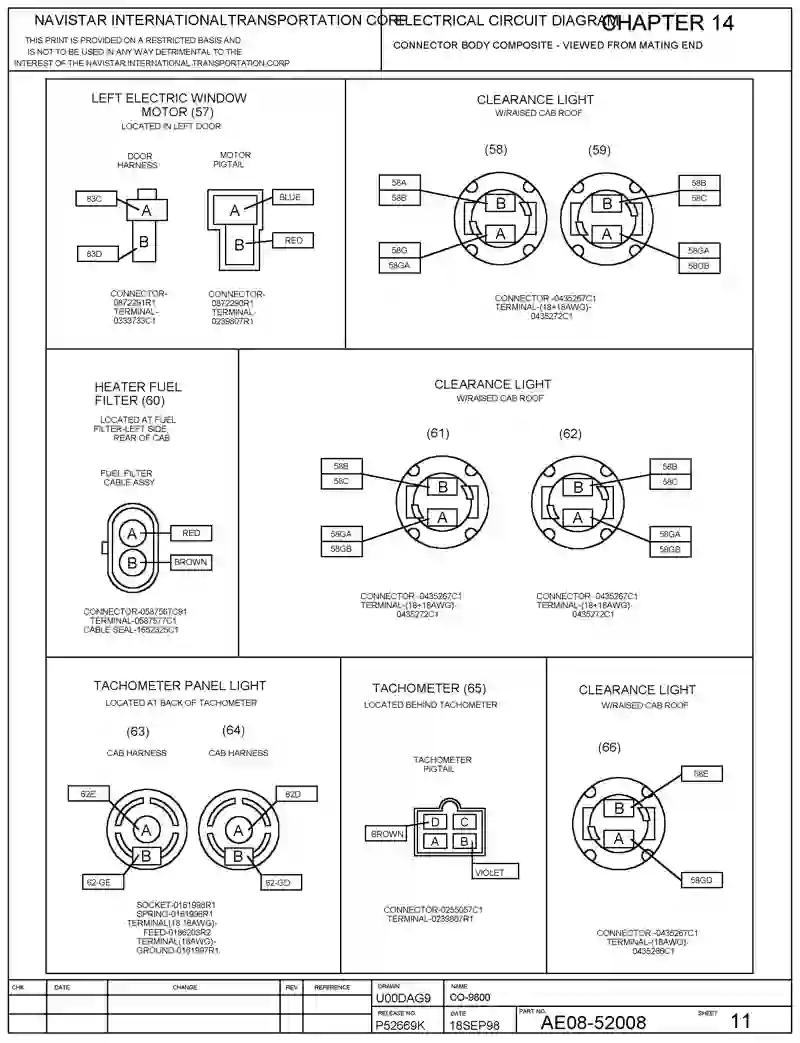 NAVISTAR INTERNATIONALTRANSPORTATION CORP
ELECTRICAL CIRCUIT DIAGRAM
CHAPTER 14
THIS PRINT IS PROVIDED ON A RESTRICTED BASIS AND
IS NOT TO BE USED IN ANY WAY DETRIMENTAL TO THE
INTEREST OF THE NAVISTAR.INTERNATIONAL.TRANSPORTATION.CORP
CONNECTOR BODY COMPOSITE - VIEWED FROM MATING END
LEFT ELECTRIC WINDOW
MOTOR (57)
LOCATED IN LEFT DOOR
DOOR
HARNESS
MOTOR
PIGTAIL
83C
A
B
83D
A
BLUE
B
RED
CONNECTOR-
0872291R1
TERMINAL-
0333733C1
CONNECTOR-
0872290R1
TERMINAL-
0239807R1
CLEARANCE LIGHT
W/RAISED CAB ROOF
(58)
(59)
58A
58B
B
A
58G
58GA
B
A
58B
58C
58GA
58GB
CONNECTOR -0435267C1
TERMINAL-(18+18AWG)-
0435272C1
HEATER FUEL
FILTER (60)
LOCATED AT FUEL
FILTER-LEFT SIDE,
REAR OF CAB
FUEL FILTER
CABLE ASSY
A
RED
B
BROWN
CONNECTOR-0587567C91
TERMINAL-0587577C1
CABLE SEAL-1652325C1
CLEARANCE LIGHT
W/RAISED CAB ROOF
(61)
(62)
58B
58C
B
A
58GA
58GB
B
A
58B
58C
58GA
58GB
CONNECTOR -0435267C1
TERMINAL-(18+18AWG)-
0435272C1
CONNECTOR -0435267C1
TERMINAL-(18+18AWG)-
0435272C1
TACHOMETER PANEL LIGHT
LOCATED AT BACK OF TACHOMETER
(63)
(64)
CAB HARNESS
CAB HARNESS
62E
A
B
62-GE
62D
A
B
62-GD
SOCKET-0161998R1
SPRING-0161996R1
TERMINAL(18 18AWG)-
FEED-0186203R2
TERMINAL(18AWG)-
GROUND-0161997R1
TACHOMETER (65)
LOCATED BEHIND TACHOMETER
TACHOMETER
PIGTAIL
D
C
BROWN
A
B
VIOLET
CONNECTOR-0255057C1
TERMINAL-0239867R1
CLEARANCE LIGHT
W/RAISED CAB ROOF
(66)
58E
B
A
58GD
CONNECTOR -0435267C1
TERMINAL-(18AWG)-
0435266C1
CHK
DATE
CHANGE
REV
REFERENCE
DRAWN
U00DAG9
NAME
CO-9800
RELEASE NO.
P52669K
DATE
18SEP98
PART NO.
AE08-52008
SHEET
11